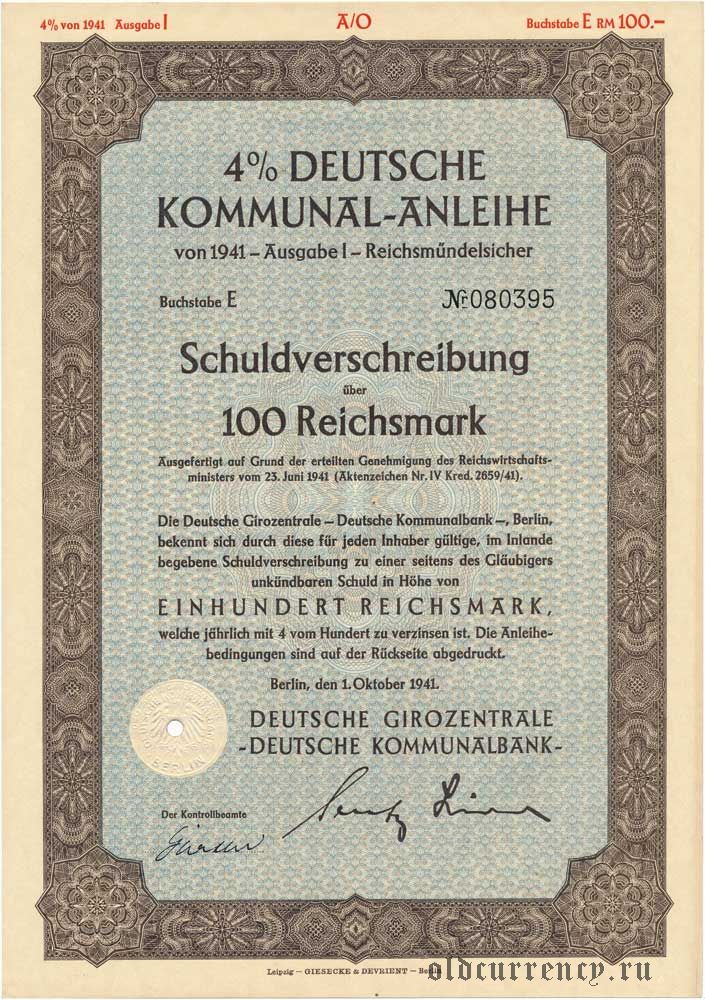 4% von 1941 Ausgabe I A/O Buchstabe E RM 100.–
4% DEUTSCHE
KOMMUNAL-ANLEIHE
von 1941 – Ausgabe I – Reichsmündelsicher
Buchstabe E Nr. 080395
Schuldverschreibung
über
100 Reichsmark
Ausgefertigt auf Grund der erteilten Genehmigung des Reichswirtschafts-
ministers vom 23. Juni 1941 (Aktenzeichen Nr. IV Kred. 2659/41).
Die Deutsche Girozentrale – Deutsche Kommunalbank –, Berlin,
bekennt sich durch diese für jeden Inhaber gültige, im Inlande
begebene Schuldverschreibung zu einer seitens des Gläubigers
unkündbaren Schuld in Höhe von
EINHUNDERT REICHSMARK,
welche jährlich mit 4 vom Hundert zu verzinsen ist. Die Anleihe-
bedingungen sind auf der Rückseite abgedruckt.
Berlin, den 1. Oktober 1941.
DEUTSCHE GIROZENTRALE
-DEUTSCHE KOMMUNALBANK-
BERLIN
Der Kontrollbeamte
Leipzig – GIESECKE & DEVRIENT – Berlin
oldcurrency.ru